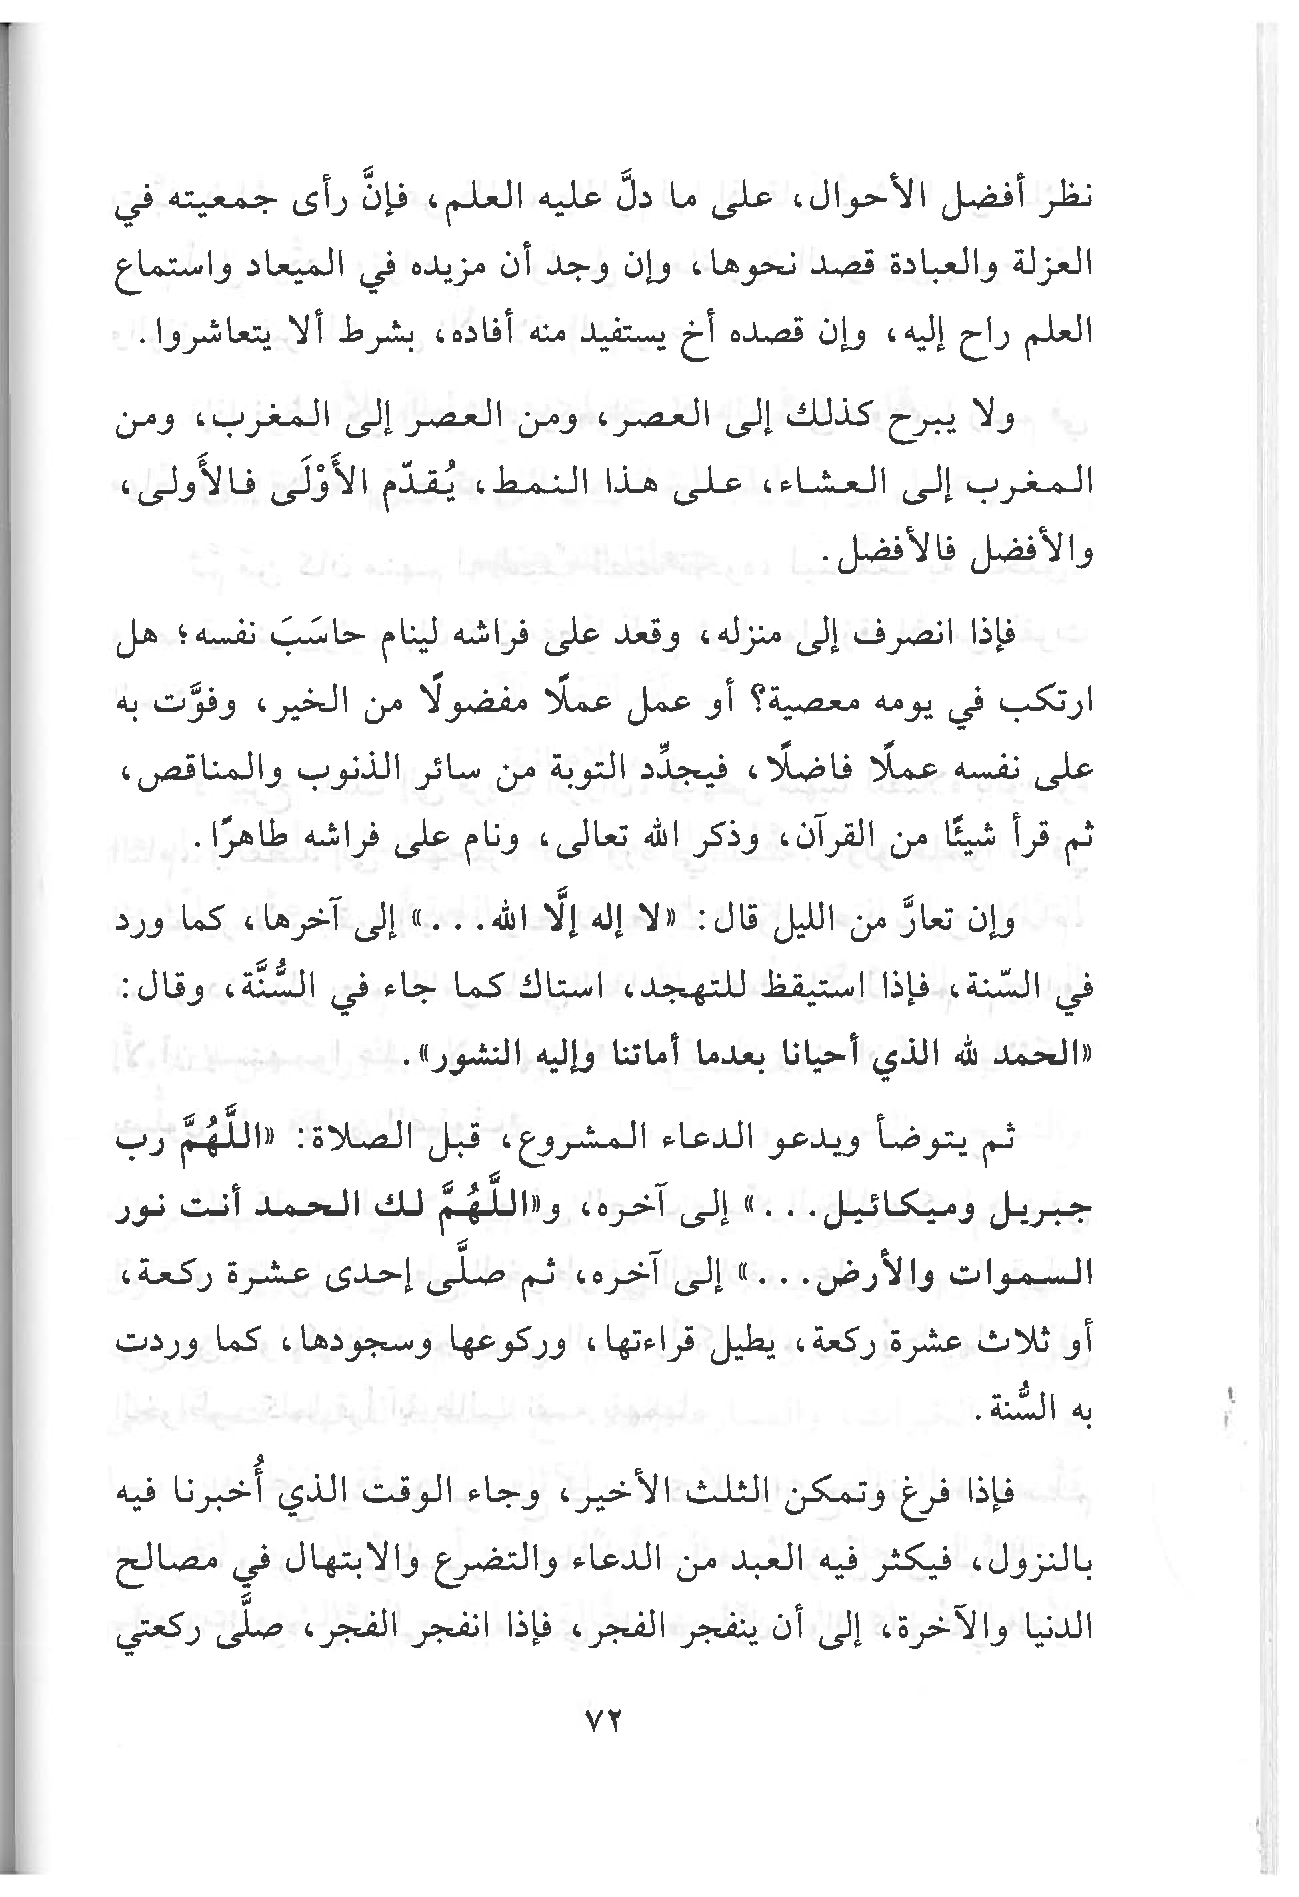 نظر أفضل الأحوال، على ما دلَّ عليه العلم، فإنَّ رأى جمعيته في
العزلة والعبادة قصد نحوها، وإن وجد أن مزيده في الميعاد واستماع
العلم راح إليه، وإن قصده أخ يستفيد منه أفاده، بشرط ألا يتعاشروا.
ولا يبرح كذلك إلى العصر، ومن العصر إلى المغرب، ومن
المغرب إلى العشاء، على هذا النمط، يُقدّم الأَوْلَى فالأَولى،
والأفضل فالأفضل.
فإذا انصرف إلى منزله، وقعد على فراشه لينام حاسَبَ نفسه؛ هل
ارتكب في يومه معصية؟ أو عمل عملًا مفضولًا من الخير، وفوَّت به
على نفسه عملًا فاضلًا، فيجدِّد التوبة من سائر الذنوب والمناقص،
ثم قرأ شيئًا من القرآن، وذكر الله تعالى، ونام على فراشه طاهرًا.
وإن تعارَّ من الليل قال: «لا إله إلَّا الله...» إلى آخرها، كما ورد
في السّنة، فإذا استيقظ للتهجد، استاك كما جاء في السُّنَّة، وقال:
«الحمد لله الذي أحيانا بعدما أماتنا وإليه النشور».
ثم يتوضأ ويدعو الدعاء المشروع، قبل الصلاة: «اللَّهُمَّ رب
جبريل وميكائيل...» إلى آخره، و«اللَّهُمَّ لك الحمد أنت نور
السموات والأرض...» إلى آخره، ثم صلَّى إحدى عشرة ركعة،
أو ثلاث عشرة ركعة، يطيل قراءتها، وركوعها وسجودها، كما وردت
به السُّنة.
فإذا فرغ وتمكن الثلث الأخير، وجاء الوقت الذي أُخبرنا فيه
بالنزول، فيكثر فيه العبد من الدعاء والتضرع والابتهال في مصالح
الدنيا والآخرة، إلى أن ينفجر الفجر، فإذا انفجر الفجر، صلَّى ركعتي
٧٢